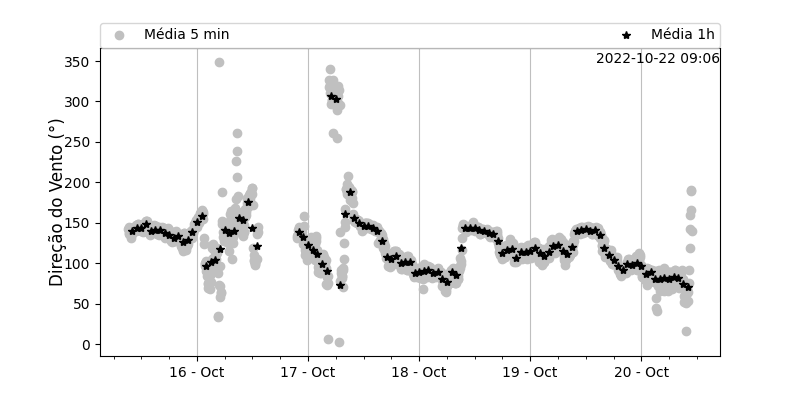 Média 5 min
Média 1h
2022-10-22 09:06
Direção do Vento (°)
350
300
250
200
150
100
50
0
16 - Oct
17 - Oct
18 - Oct
19 - Oct
20 - Oct